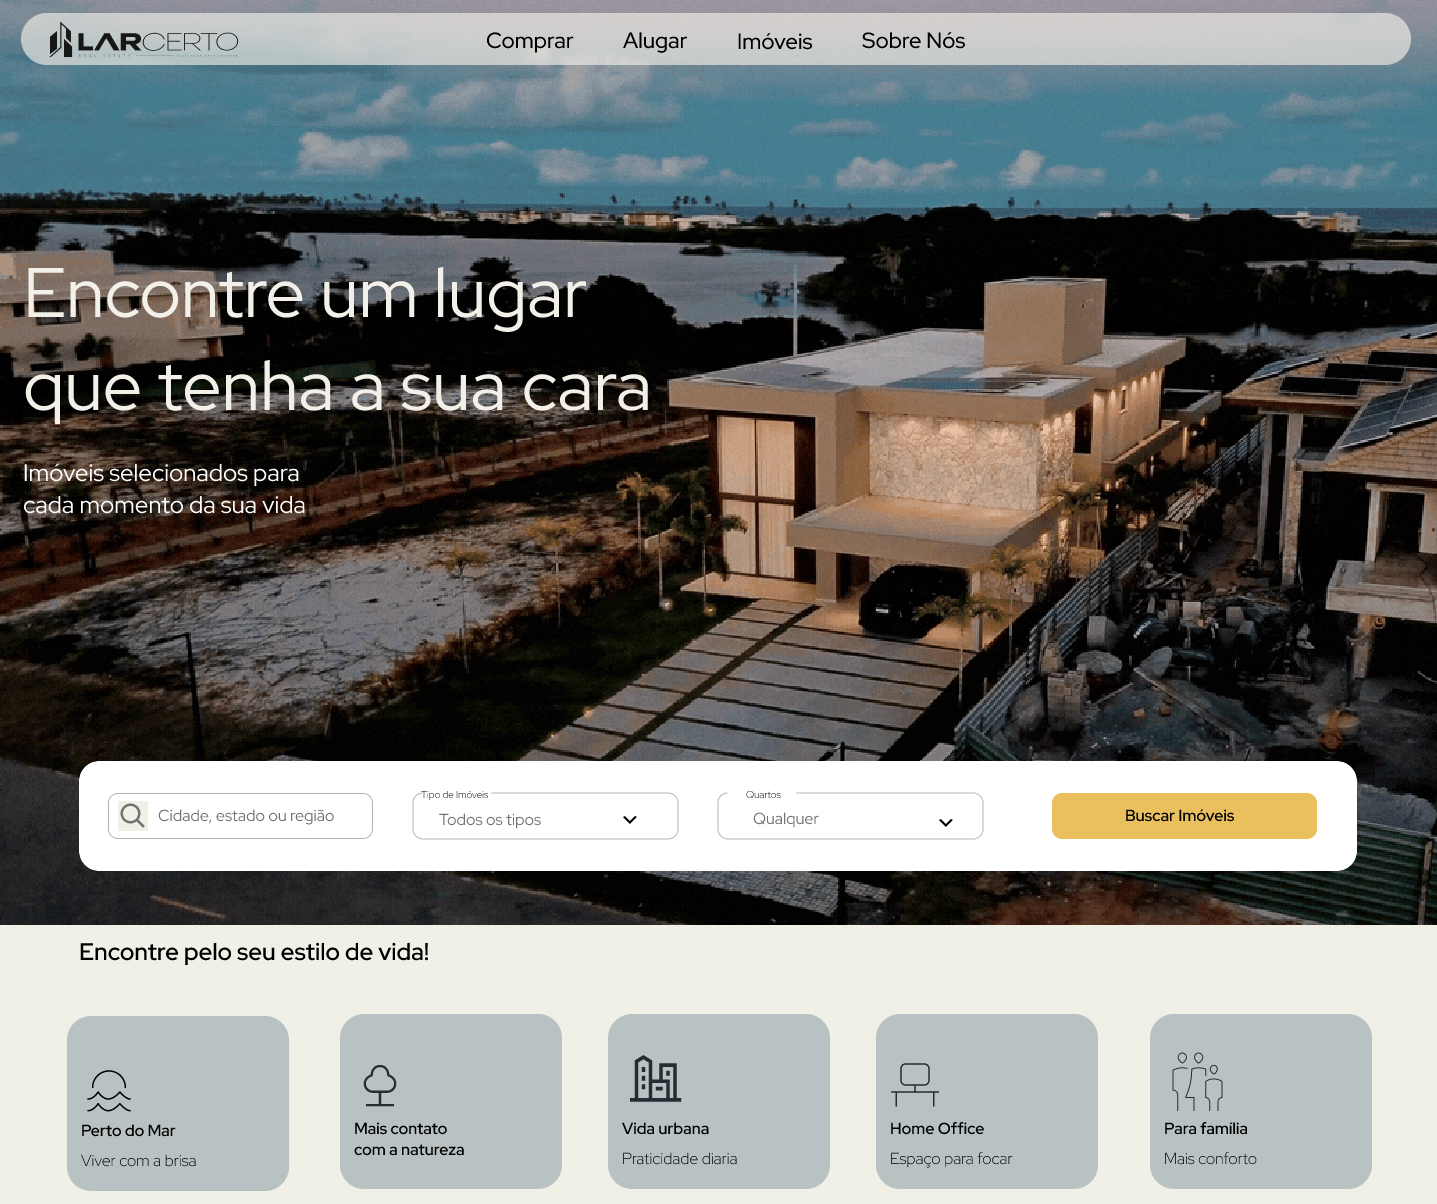 LARCERTO
REAL ESTATE
Comprar
Alugar
Imóveis
Sobre Nós
Encontre um lugar
que tenha a sua cara
Imóveis selecionados para
cada momento da sua vida
Cidade, estado ou região
Tipo de Imóveis
Todos os tipos
Quartos
Qualquer
Buscar Imóveis
Encontre pelo seu estilo de vida!
Perto do Mar
Viver com a brisa
Mais contato
com a natureza
Vida urbana
Praticidade diaria
Home Office
Espaço para focar
Para família
Mais conforto